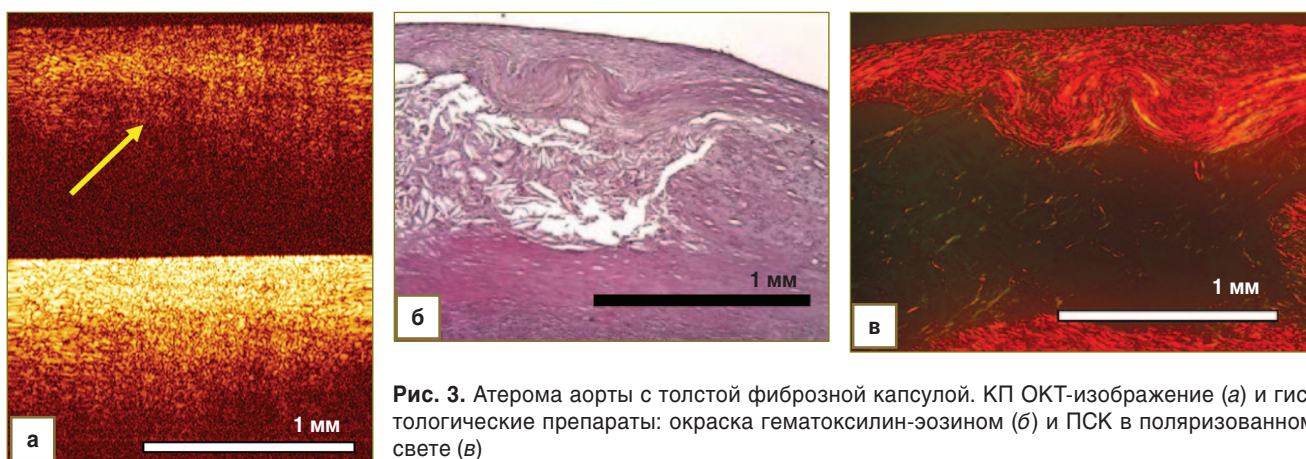 а
1 мм
б
1 мм
в
1 мм
Рис. 3. Атерома аорты с толстой фиброзной капсулой. КП ОКТ-изображение (а) и гис-
тологические препараты: окраска гематоксилин-эозином (б) и ПСК в поляризованном
свете (в)